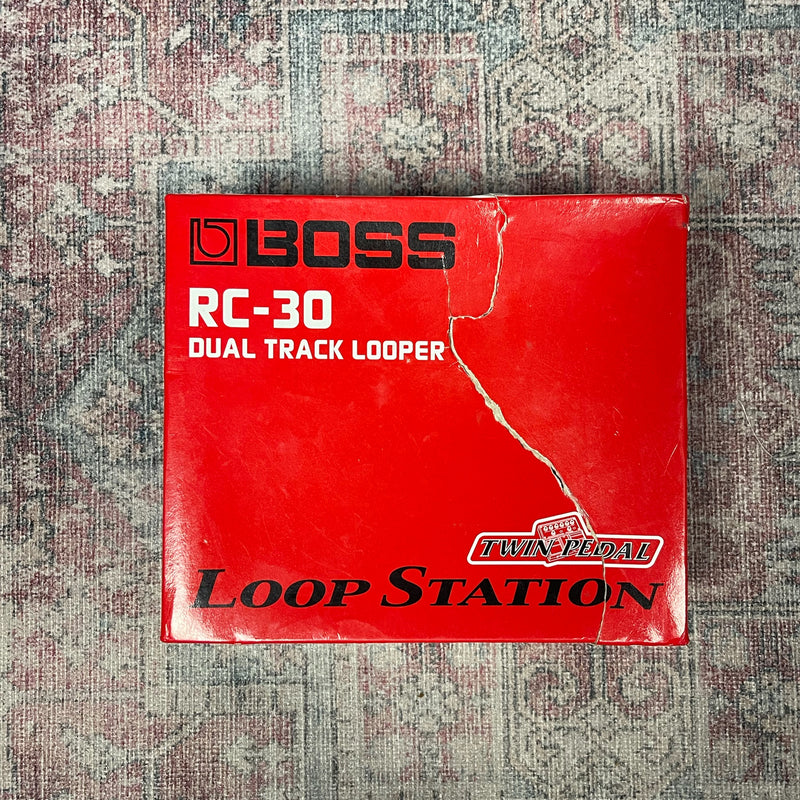 BOSS
RC-30
DUAL TRACK LOOPER
TWIN PEDAL
LOOP STATION